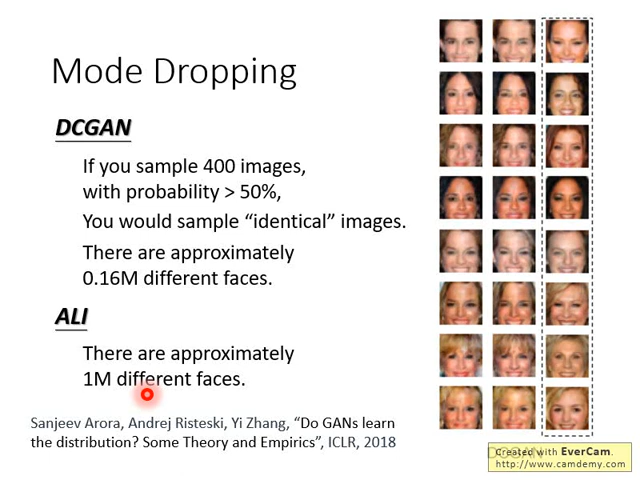 Mode Dropping
DCGAN
If you sample 400 images,
with probability > 50%,
You would sample “identical” images.
There are approximately
0.16M different faces.
ALI
There are approximately
1M different faces.
Sanjeev Arora, Andrej Risteski, Yi Zhang, “Do GANs learn
the distribution? Some Theory and Empirics”, ICLR, 2018
DCGAN
Created with EverCam.
http://www.camdemy.com